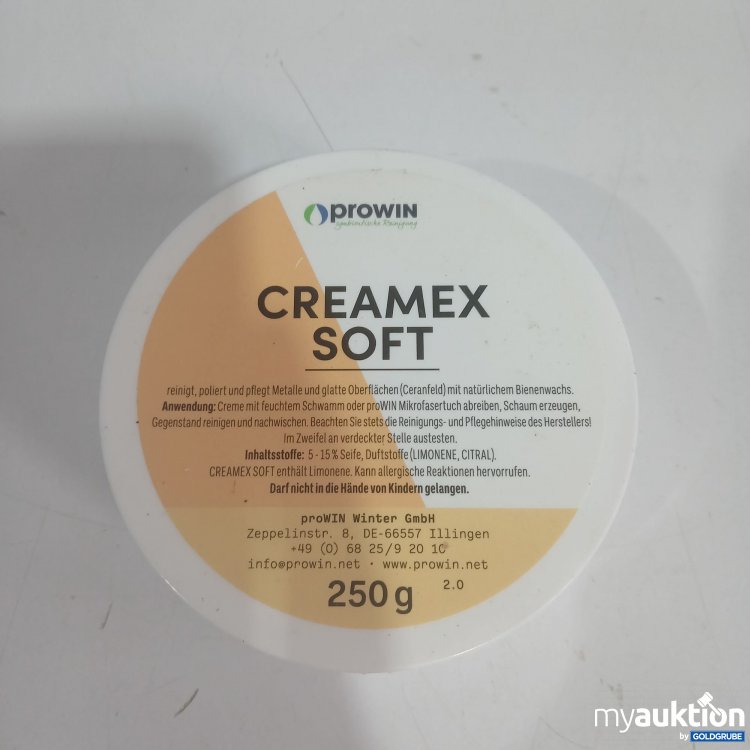 prowin
symbiotische Reinigung
CREAMEX
SOFT
reinigt, poliert und pflegt Metalle und glatte Oberflächen (Ceranfeld) mit natürlichem Bienenwachs.
Anwendung: Creme mit feuchtem Schwamm oder proWIN Mikrofasertuch abreiben, Schaum erzeugen,
Gegenstand reinigen und nachwischen. Beachten Sie stets die Reinigungs- und Pflegehinweise des Herstellers!
Im Zweifel an verdeckter Stelle austesten.
Inhaltsstoffe: 5 - 15 % Seife, Duftstoffe (LIMONENE, CITRAL).
CREAMEX SOFT enthält Limonene. Kann allergische Reaktionen hervorrufen.
Darf nicht in die Hände von Kindern gelangen.
proWIN Winter GmbH
Zeppelinstr. 8, DE-66557 Illingen
+49 (0) 68 25/9 20 10
info@prowin.net · www.prowin.net
250 g 2.0
myauktion
by GOLDGRUBE